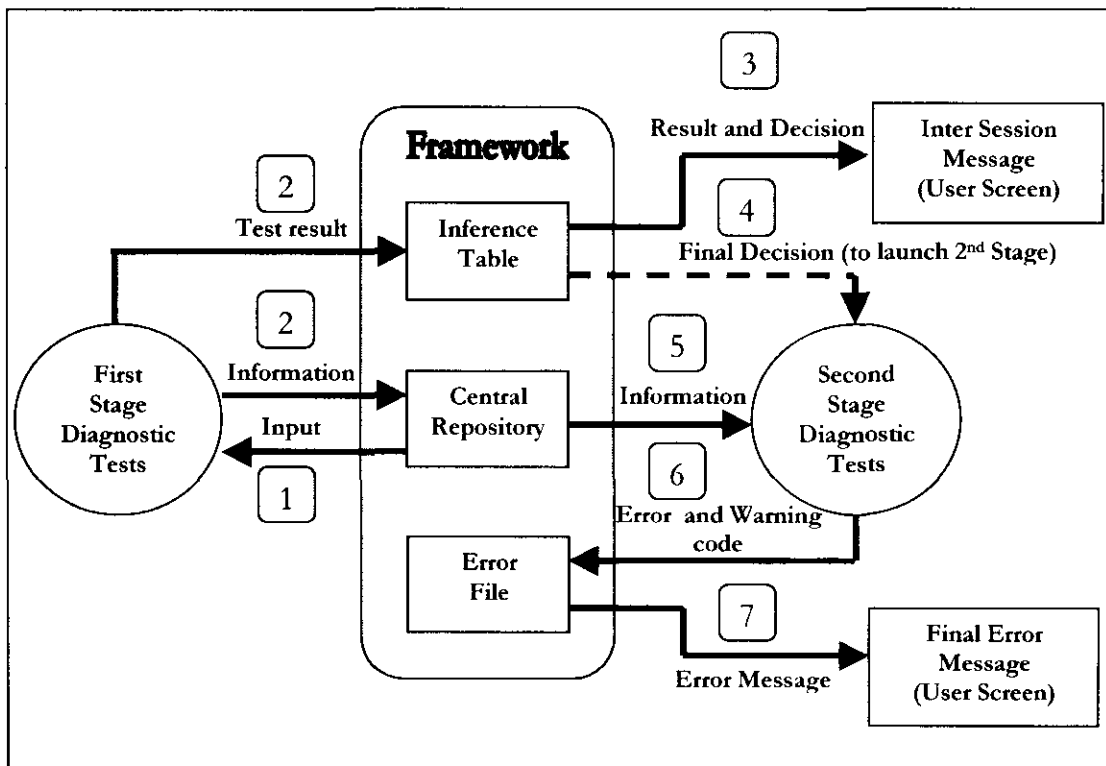 3
Result and Decision
Inter Session
Message
(User Screen)
Framework
2
Test result
Inference
Table
4
Final Decision (to launch 2nd Stage)
2
Information
5
Information
First
Stage
Diagnostic
Tests
Central
Repository
Second
Stage
Diagnostic
Tests
Input
1
6
Error and Warning
code
Error
File
7
Error Message
Final Error
Message
(User Screen)